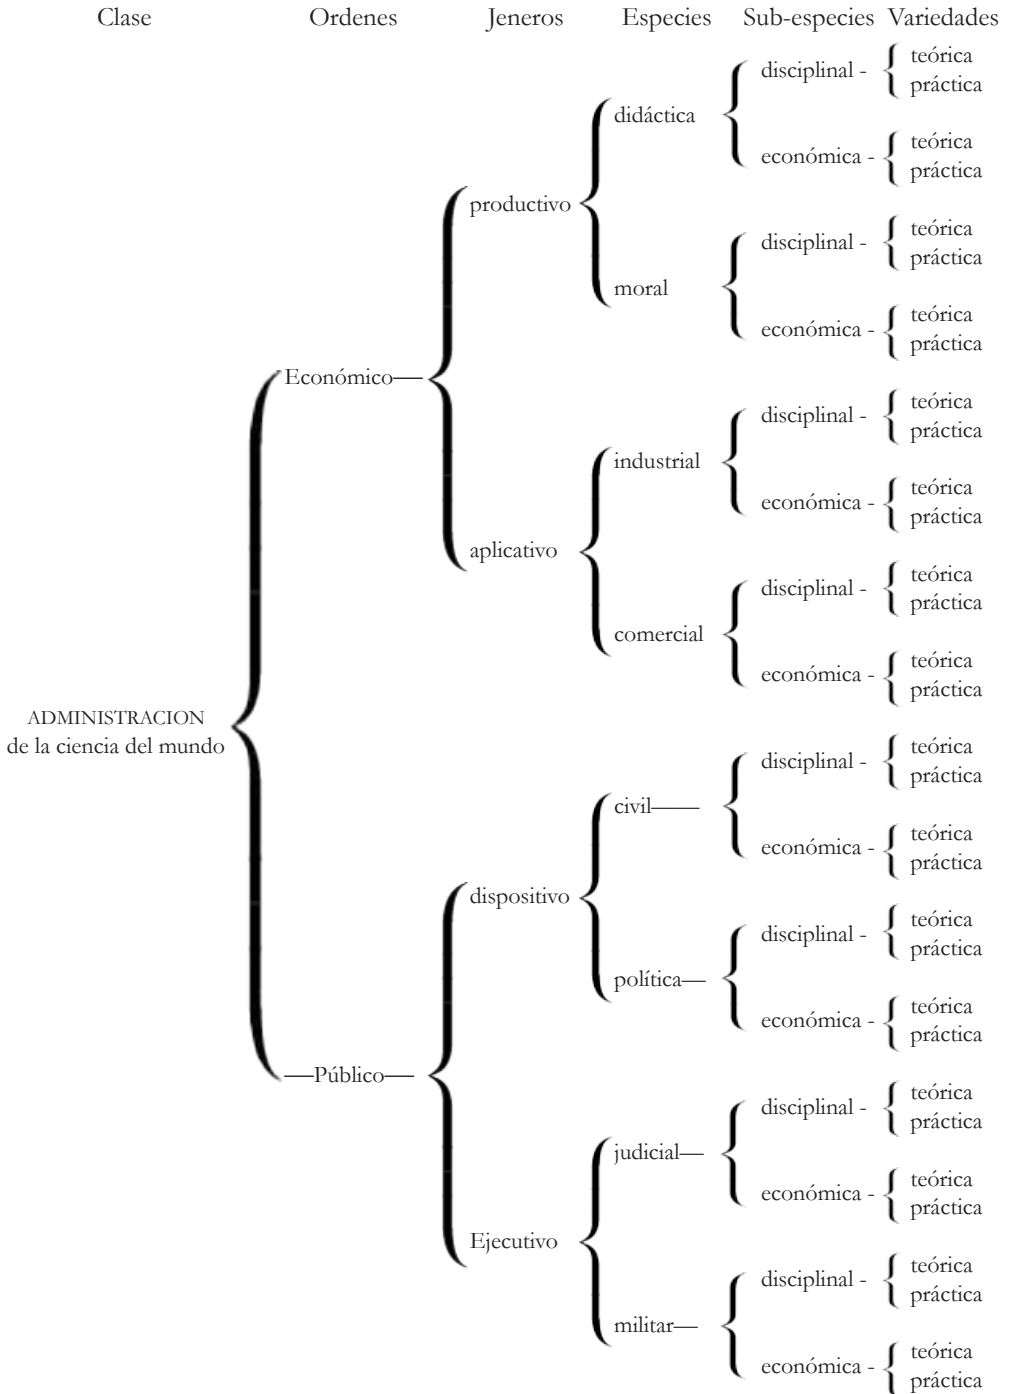 Clase Ordenes Jeneros Especies Sub-especies Variedades
teórica
disciplinal -
práctica
didáctica
teórica
económica -
práctica
productivo
teórica
disciplinal -
práctica
moral
teórica
económica -
práctica
Económico—
teórica
disciplinal -
práctica
industrial
teórica
económica -
práctica
aplicativo
teórica
disciplinal -
práctica
comercial
teórica
económica -
práctica
ADMINISTRACION
de la ciencia del mundo
teórica
disciplinal -
práctica
civil——
teórica
económica -
práctica
dispositivo
teórica
disciplinal -
práctica
política—
teórica
económica -
práctica
—Público—
teórica
disciplinal -
práctica
judicial—
teórica
económica -
práctica
Ejecutivo
teórica
disciplinal -
práctica
militar—
teórica
económica -
práctica